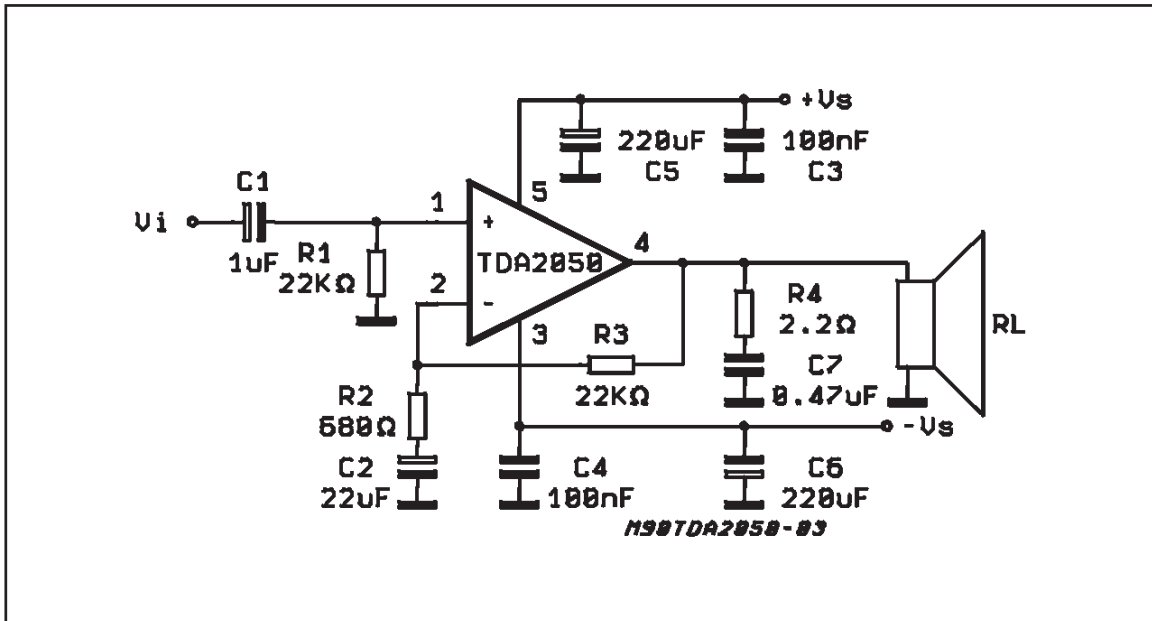 +Vs
220uF
C5
100nF
C3
5
C1
Vi
1uF
R1
22KΩ
1
+
TDA2050
2
-
4
3
R3
22KΩ
R4
2.2Ω
C7
0.47uF
RL
R2
680Ω
C2
22uF
C4
100nF
-Vs
C6
220uF
M90TDA2050-03